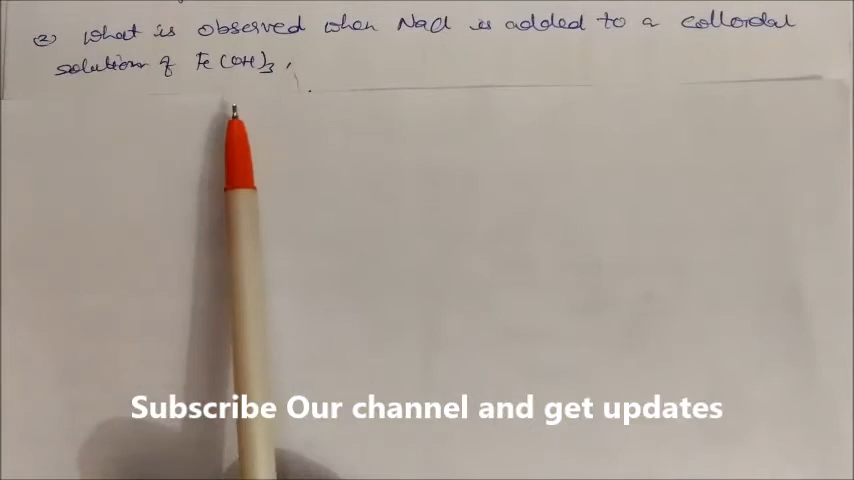 ② What is observed when NaCl is added to a colloidal
solution of Fe(OH)3,
Subscribe Our channel and get updates